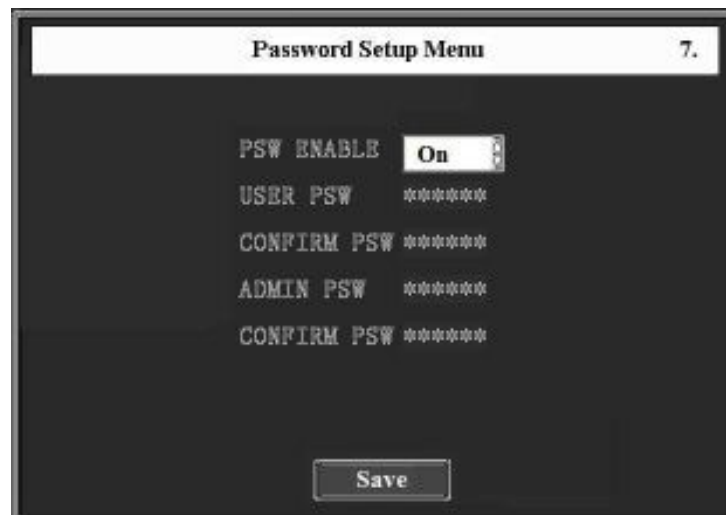 Password Setup Menu 7.
PSW ENABLE On
USER PSW ******
CONFIRM PSW ******
ADMIN PSW ******
CONFIRM PSW ******
Save